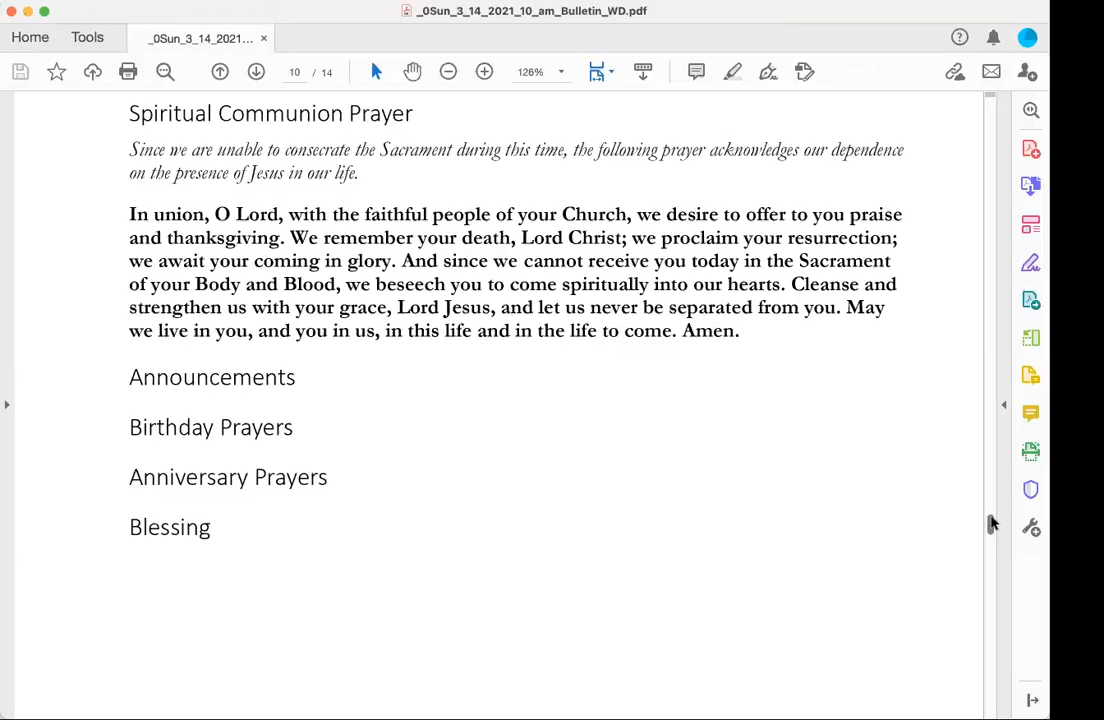 _0Sun_3_14_2021_10_am_Bulletin_WD.pdf
Home Tools _0Sun_3_14_2021... ×
10 / 14 126%
Spiritual Communion Prayer
Since we are unable to consecrate the Sacrament during this time, the following prayer acknowledges our dependence
on the presence of Jesus in our life.
In union, O Lord, with the faithful people of your Church, we desire to offer to you praise
and thanksgiving. We remember your death, Lord Christ; we proclaim your resurrection;
we await your coming in glory. And since we cannot receive you today in the Sacrament
of your Body and Blood, we beseech you to come spiritually into our hearts. Cleanse and
strengthen us with your grace, Lord Jesus, and let us never be separated from you. May
we live in you, and you in us, in this life and in the life to come. Amen.
Announcements
Birthday Prayers
Anniversary Prayers
Blessing